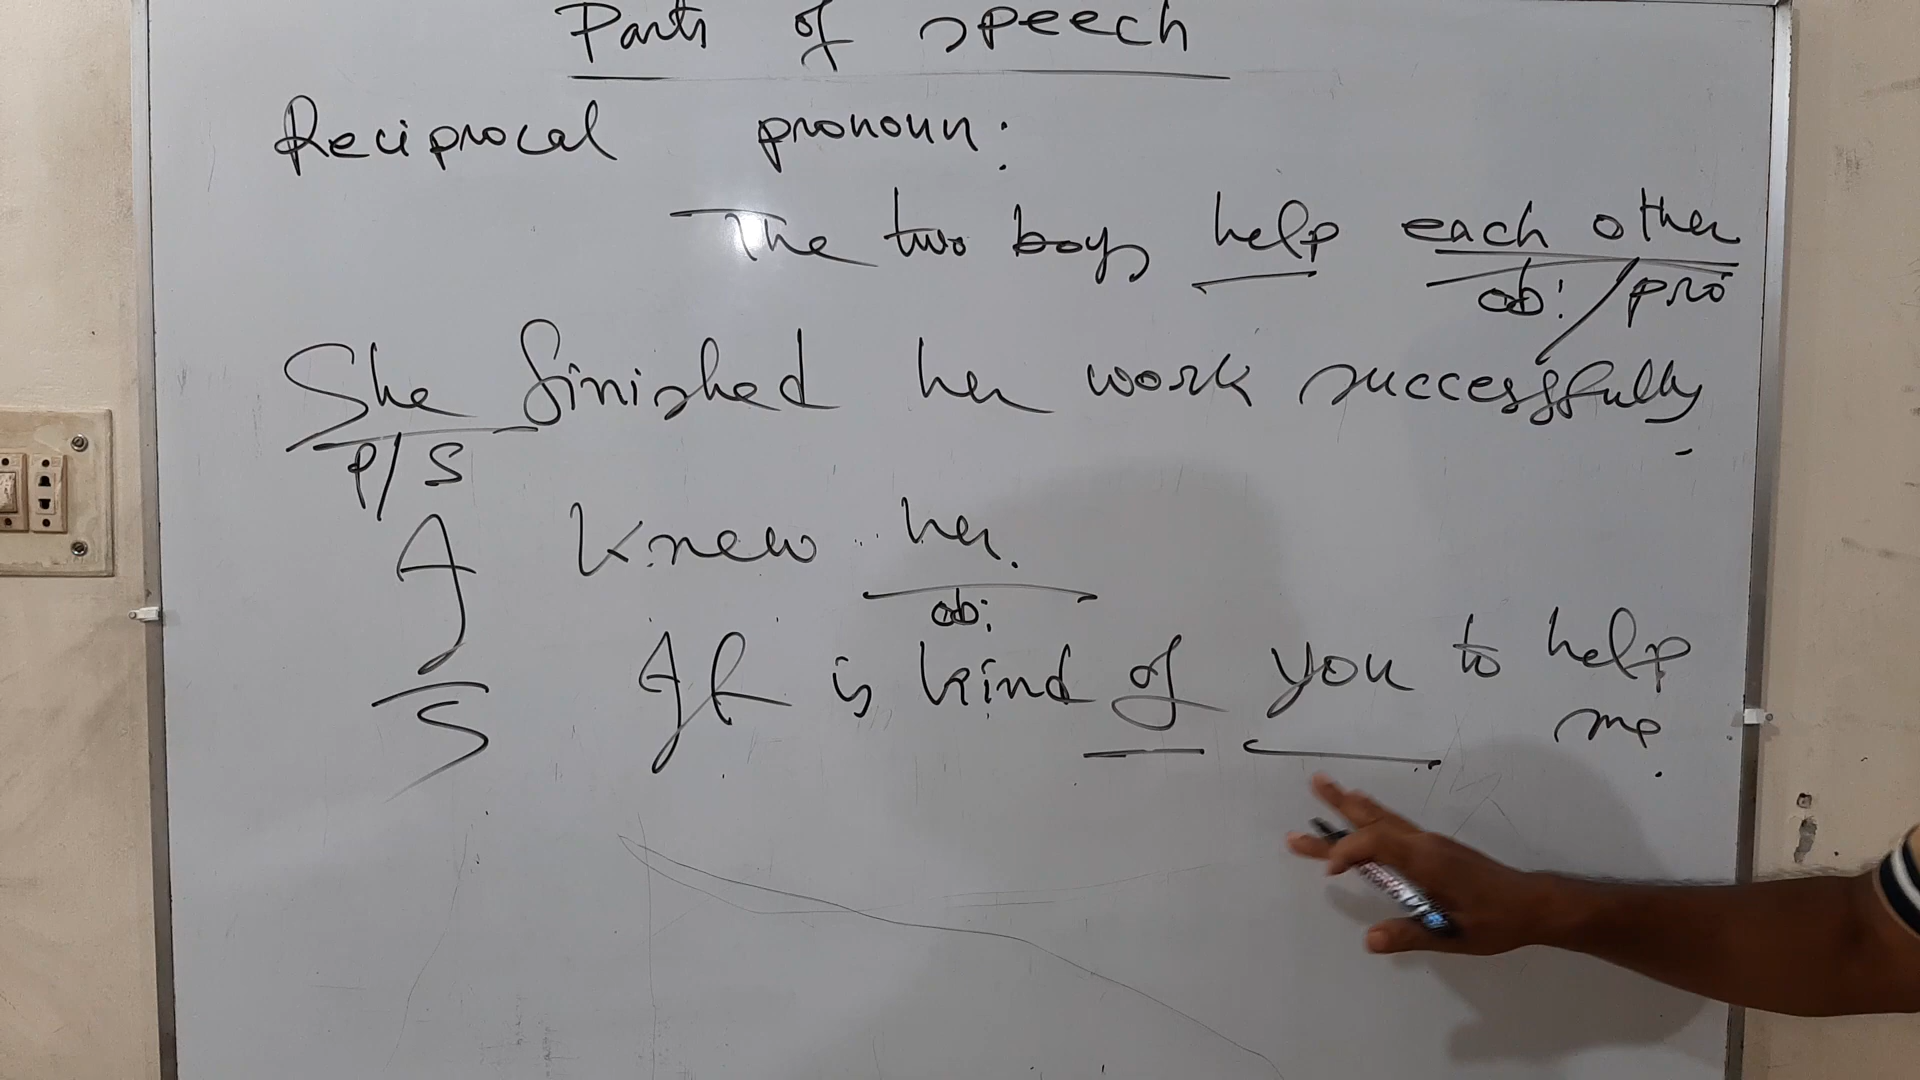 Parts of speech
Reciprocal pronoun:
The two boys help each other
ob: / pro
She finished her work successfully.
P/S
I knew her.
ob:
S
It is kind of you to help
me.